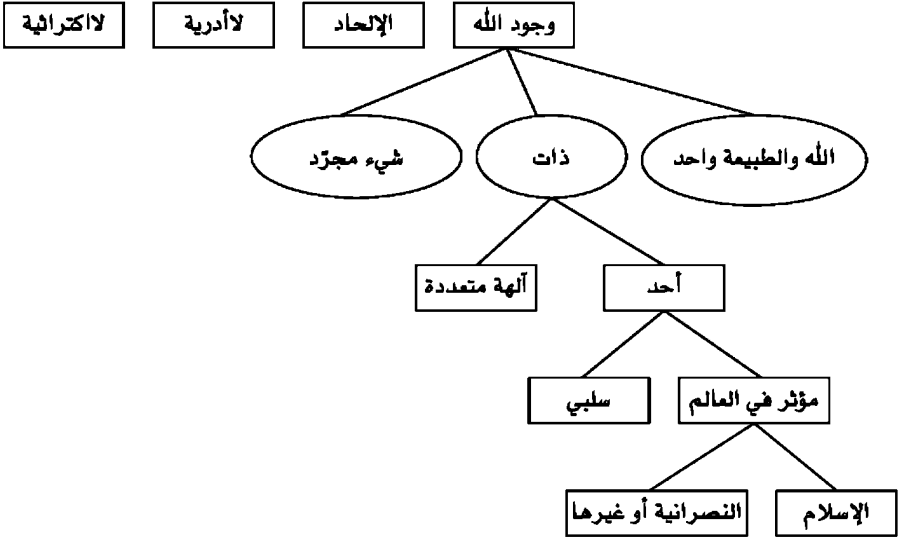 وجود الله
الإلحاد
لاأدرية
لااكتراثية
الله والطبيعة واحد
ذات
شيء مجرّد
أحد
آلهة متعددة
مؤثر في العالم
سلبي
الإسلام
النصرانية أو غيرها